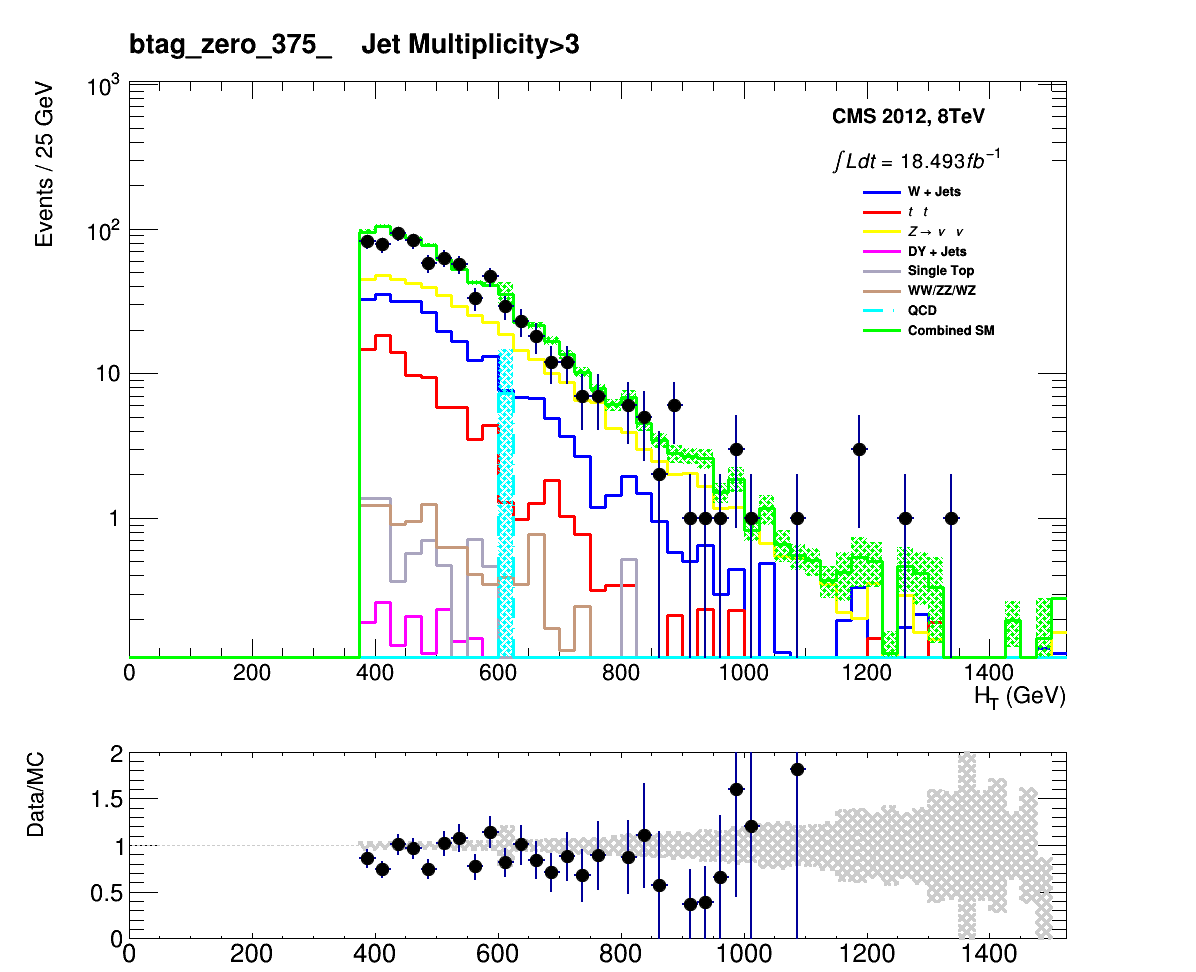 btag_zero_375_ Jet Multiplicity>3
Events / 25 GeV
10³
10²
10
1
CMS 2012, 8TeV
∫Ldt = 18.493fb⁻¹
W + Jets
t t
Z→ ν ν
DY + Jets
Single Top
WW/ZZ/WZ
QCD
Combined SM
0 200 400 600 800 1000 1200 1400
H_T (GeV)
Data/MC
2
1.5
1
0.5
0
0 200 400 600 800 1000 1200 1400